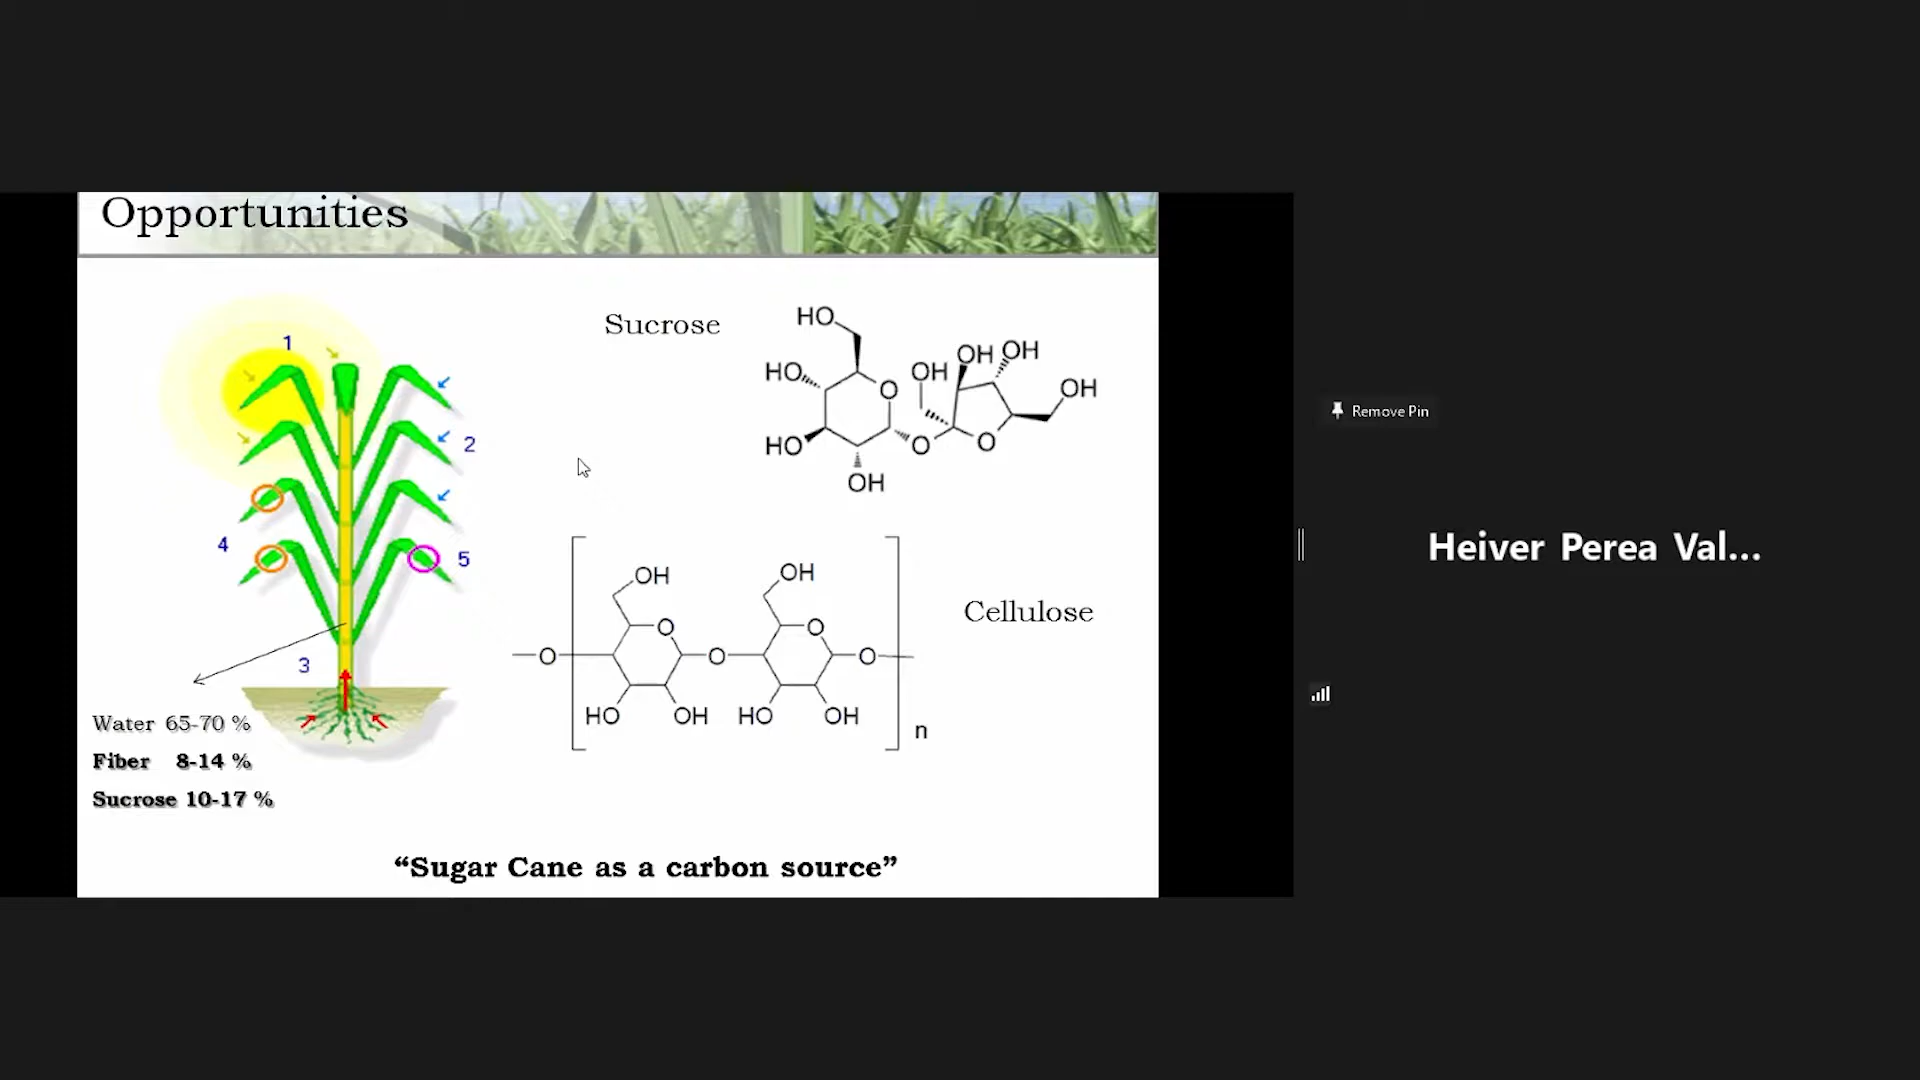 Opportunities
Sucrose
HO
HO
O
OH
OH
OH
OH
HO
O
O
OH
1
2
4
5
3
Water 65-70 %
Fiber 8-14 %
Sucrose 10-17 %
OH
OH
O
O
O
O
O
HO
OH
HO
OH
n
Cellulose
“Sugar Cane as a carbon source”
Remove Pin
Heiver Perea Val...